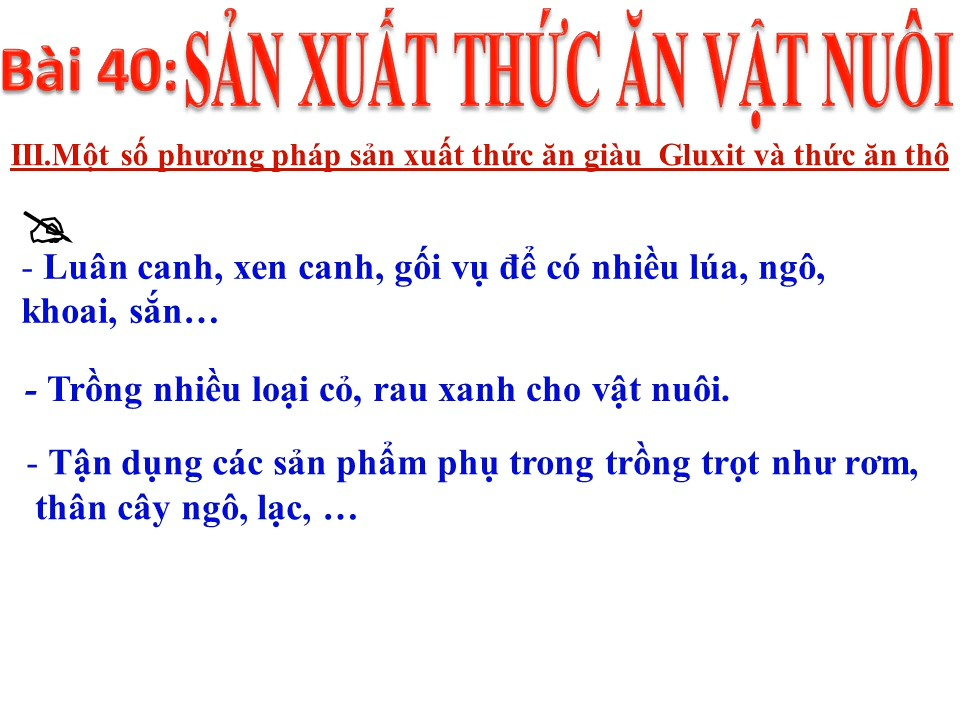 Bài 40: SẢN XUẤT THỨC ĂN VẬT NUÔI
III.Một số phương pháp sản xuất thức ăn giàu Gluxit và thức ăn thô
- Luân canh, xen canh, gối vụ để có nhiều lúa, ngô,
khoai, sắn…
- Trồng nhiều loại cỏ, rau xanh cho vật nuôi.
- Tận dụng các sản phẩm phụ trong trồng trọt như rơm,
thân cây ngô, lạc, …